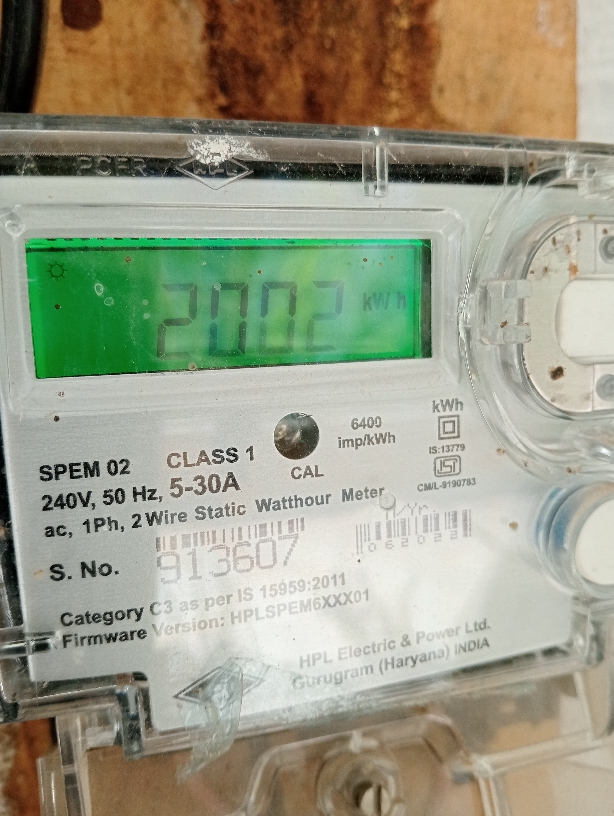 2002 kW h
6400
imp/kWh
kWh
IS:13779
CM/L-9190783
CAL
SPEM 02 CLASS 1
240V, 50 Hz, 5-30A
ac, 1Ph, 2 Wire Static Watthour Meter
S. No. 913607
062022
Category C3 as per IS 15959:2011
Firmware Version: HPLSPEM6XXX01
HPL Electric & Power Ltd.
Gurugram (Haryana) INDIA